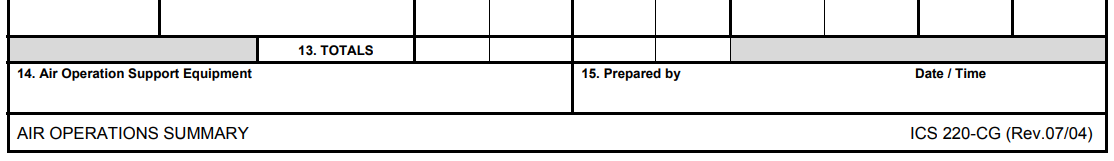 13. TOTALS
14. Air Operation Support Equipment 15. Prepared by Date / Time
AIR OPERATIONS SUMMARY ICS 220-CG (Rev.07/04)